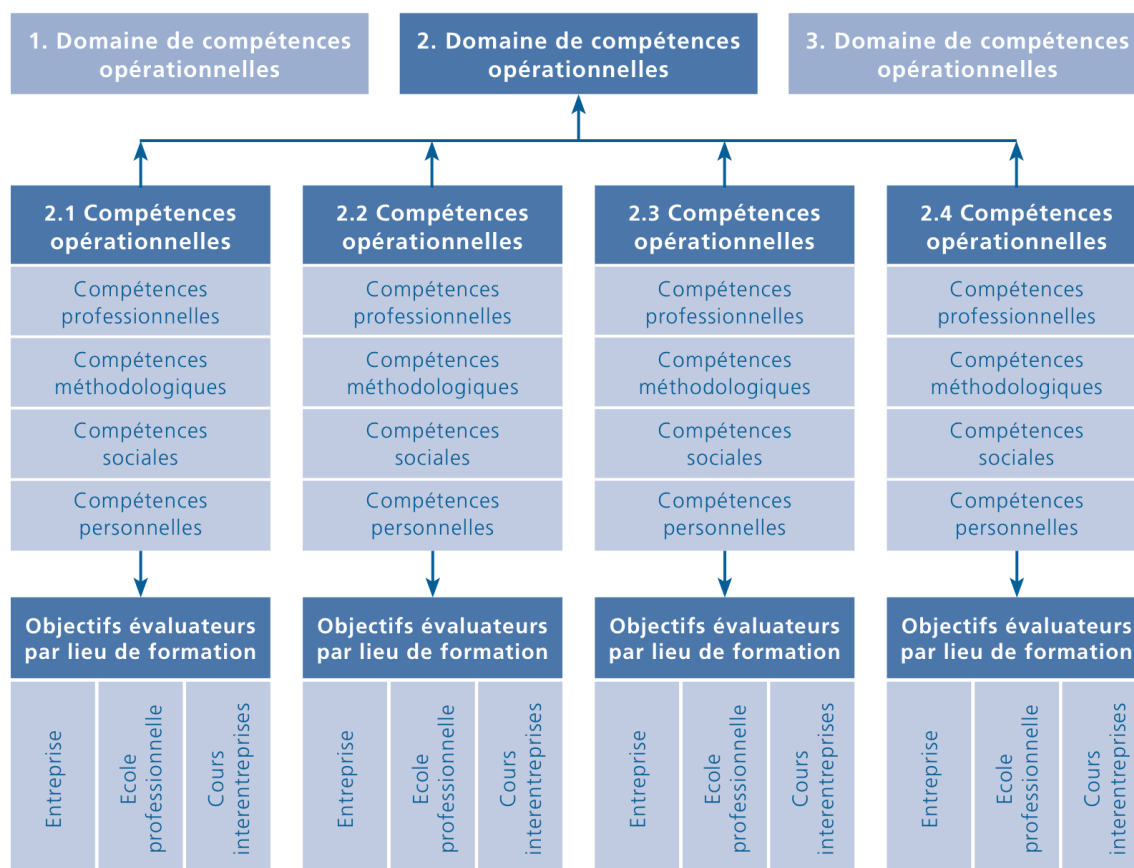 1. Domaine de compétences
opérationnelles
2. Domaine de compétences
opérationnelles
3. Domaine de compétences
opérationnelles
2.1 Compétences
opérationnelles
2.2 Compétences
opérationnelles
2.3 Compétences
opérationnelles
2.4 Compétences
opérationnelles
Compétences
professionnelles
Compétences
professionnelles
Compétences
professionnelles
Compétences
professionnelles
Compétences
méthodologiques
Compétences
méthodologiques
Compétences
méthodologiques
Compétences
méthodologiques
Compétences
sociales
Compétences
sociales
Compétences
sociales
Compétences
sociales
Compétences
personnelles
Compétences
personnelles
Compétences
personnelles
Compétences
personnelles
Objectifs évaluateurs
par lieu de formation
Objectifs évaluateurs
par lieu de formation
Objectifs évaluateurs
par lieu de formation
Objectifs évaluateurs
par lieu de formation
Entreprise
Ecole
professionnelle
Cours
interentreprises
Entreprise
Ecole
professionnelle
Cours
interentreprises
Entreprise
Ecole
professionnelle
Cours
interentreprises
Entreprise
Ecole
professionnelle
Cours
interentreprises